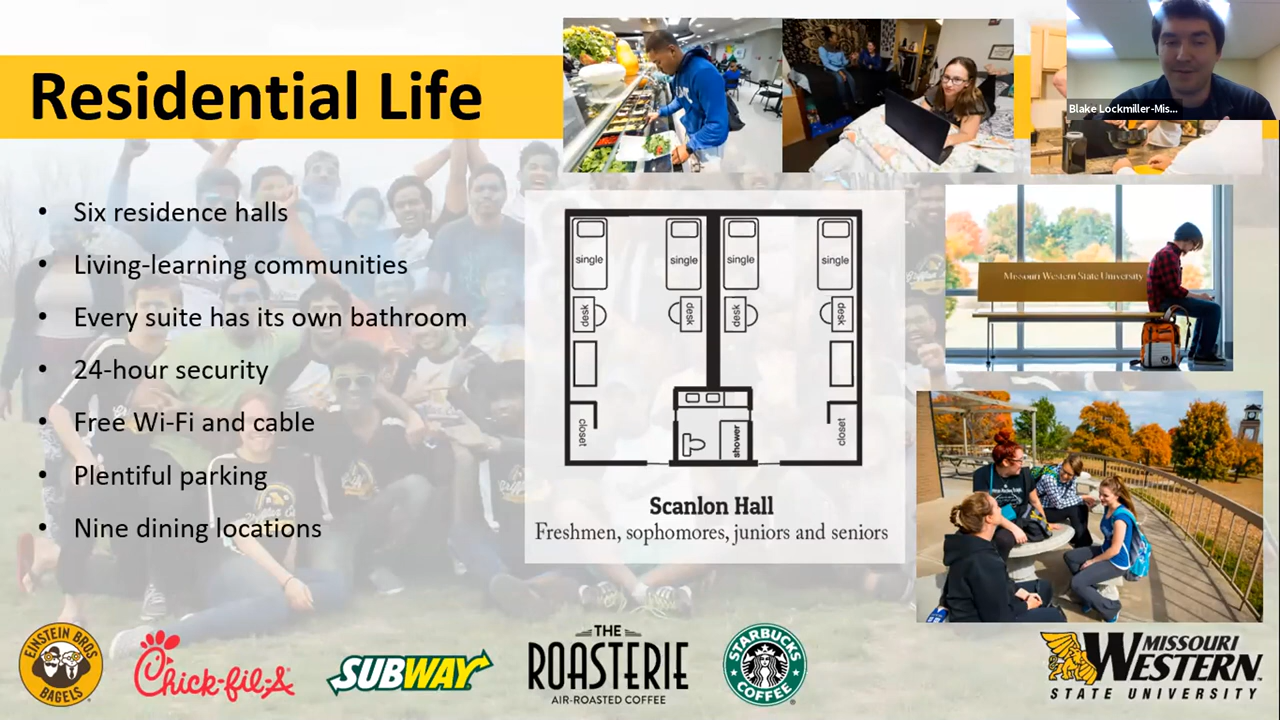 Residential Life
Blake Lockmiller-Mis...
• Six residence halls
• Living-learning communities
• Every suite has its own bathroom
• 24-hour security
• Free Wi-Fi and cable
• Plentiful parking
• Nine dining locations
single single single single
desk desk desk desk
closet shower closet
Scanlon Hall
Freshmen, sophomores, juniors and seniors
Missouri Western State University
EINSTEIN BROS
BAGELS
Chick-fil-A
SUBWAY
THE
ROASTERIE
AIR-ROASTED COFFEE
STARBUCKS
COFFEE
MISSOURI
WESTERN
STATE UNIVERSITY